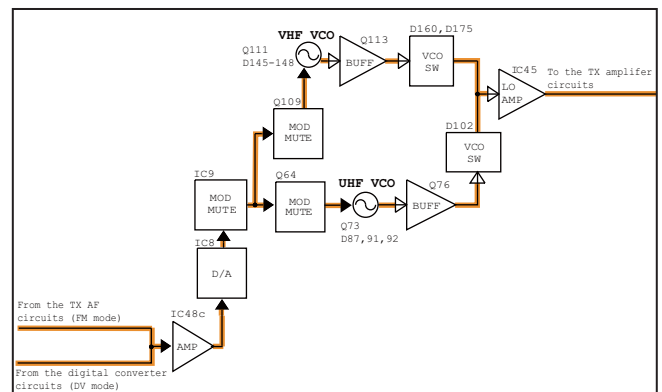 VHF VCO
Q111
D145-148
Q113
BUFF
D160,D175
VCO
SW
IC45
LO
AMP
To the TX amplifer
circuits
Q109
MOD
MUTE
D102
VCO
SW
IC9
MOD
MUTE
Q64
MOD
MUTE
UHF VCO
Q73
D87,91,92
Q76
BUFF
IC8
D/A
From the TX AF
circuits (FM mode)
IC48c
AMP
From the digital converter
circuits (DV mode)